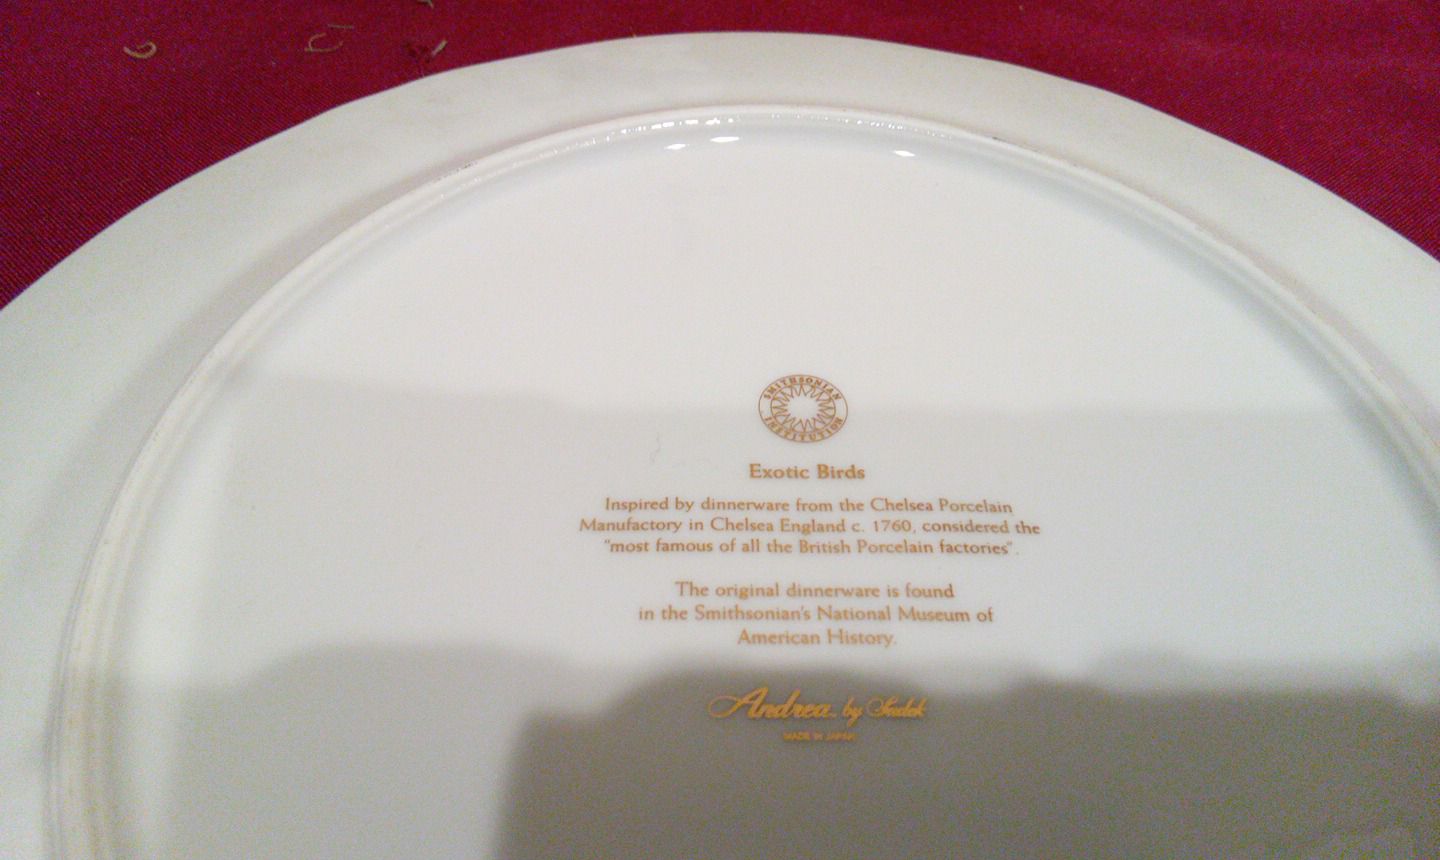 SMITHSONIAN
INSTITUTION
Exotic Birds
Inspired by dinnerware from the Chelsea Porcelain
Manufactory in Chelsea England c. 1760, considered the
"most famous of all the British Porcelain factories".
The original dinnerware is found
in the Smithsonian's National Museum of
American History.
Andrea by Sadek
MADE IN JAPAN